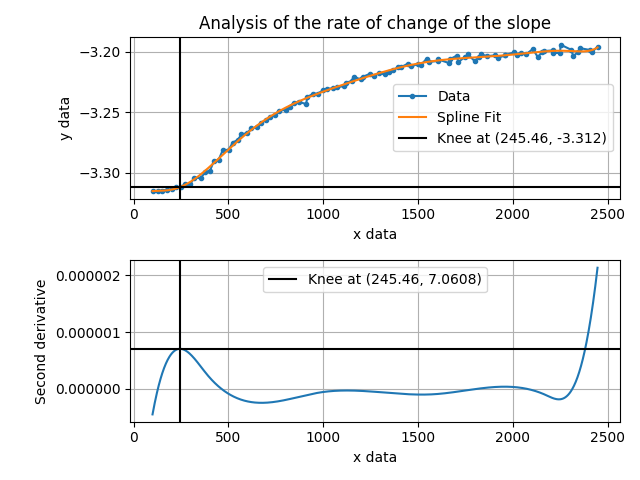 Analysis of the rate of change of the slope
y data
−3.20
−3.25
−3.30
Data
Spline Fit
Knee at (245.46, -3.312)
0 500 1000 1500 2000 2500
x data
Second derivative
0.000002
0.000001
0.000000
Knee at (245.46, 7.0608)
0 500 1000 1500 2000 2500
x data